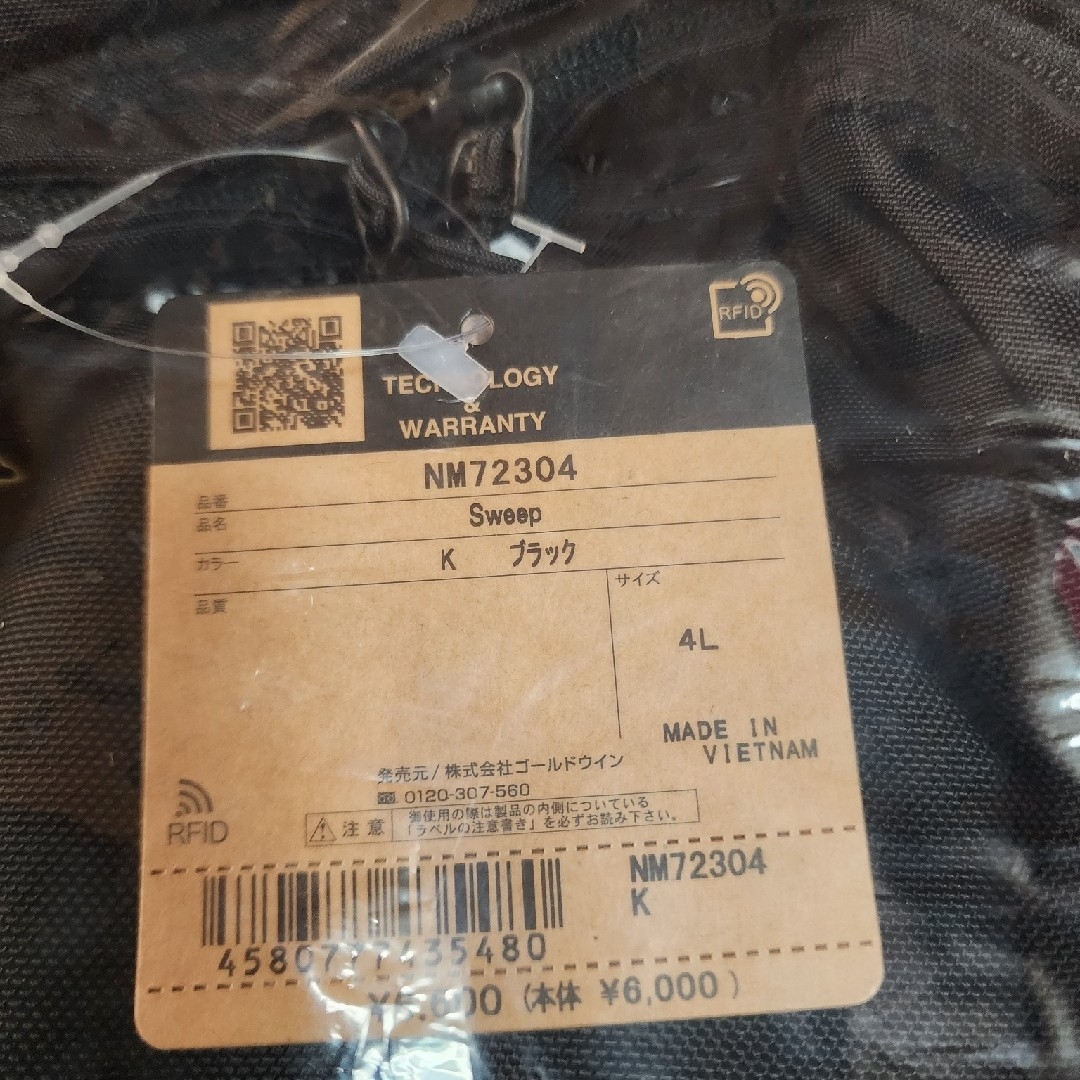 RFID
TECHNOLOGY
&
WARRANTY
品番 NM72304
品名 Sweep
カラー K ブラック
品質
サイズ
4L
MADE IN
VIETNAM
発売元/株式会社ゴールドウイン
0120-307-560
RFID
注意
御使用の際は製品の内側についている
「ラベルの注意書き」を必ずお読み下さい。
NM72304
K
4580777435480
(本体 ¥6,000)